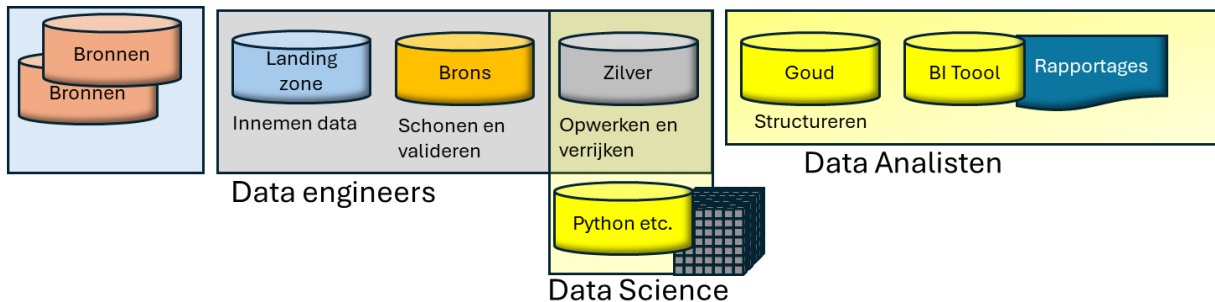 Bronnen
Bronnen
Landing
zone
Innemen data
Brons
Schonen en
valideren
Zilver
Opwerken en
verrijken
Data engineers
Python etc.
Data Science
Goud
Structureren
BI Toool
Rapportages
Data Analisten